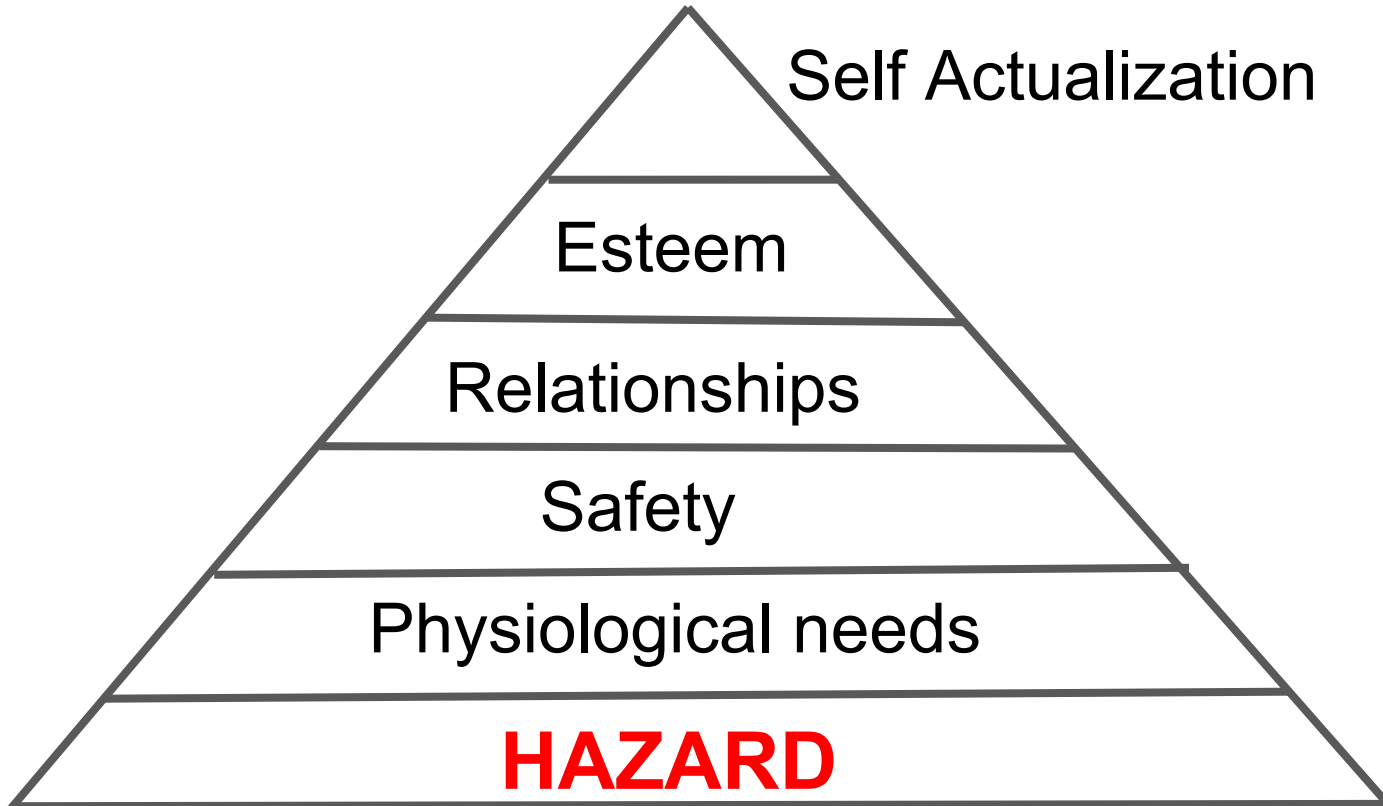 Self Actualization
Esteem
Relationships
Safety
Physiological needs
HAZARD